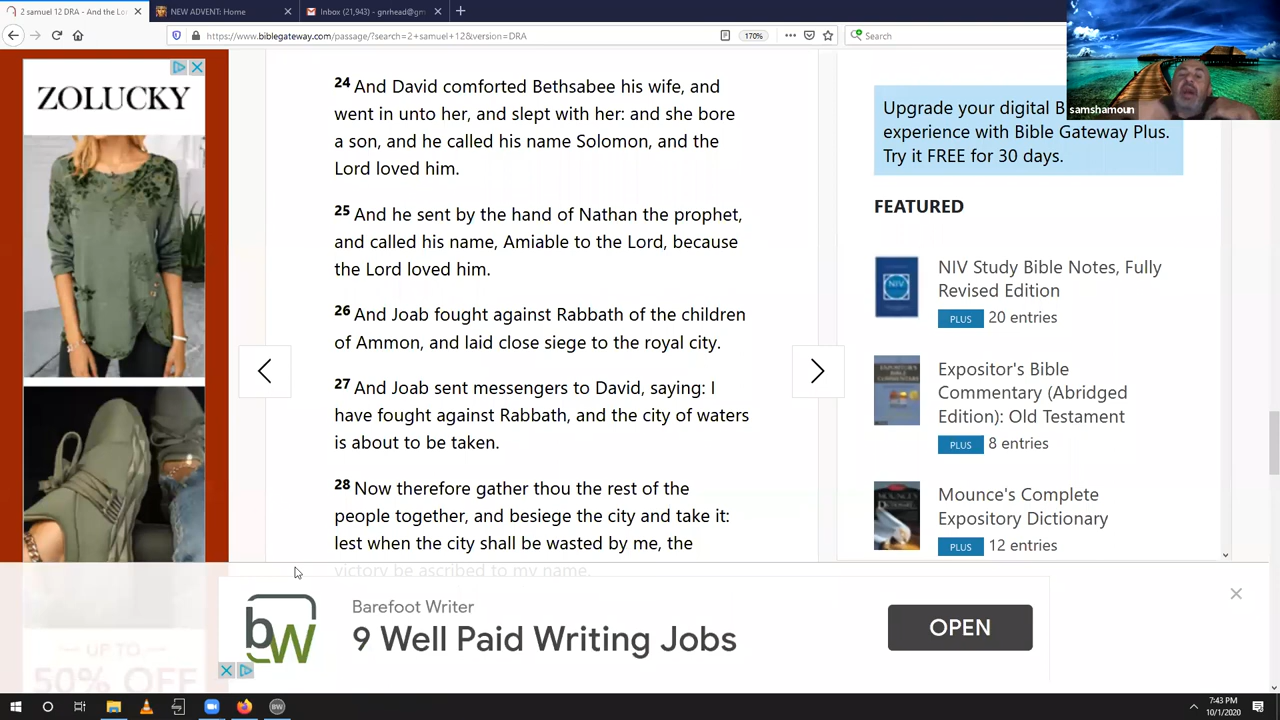 2 samuel 12 DRA - And the Lo
NEW ADVENT: Home
Inbox (21,943) - gnrhead@gm
https://www.biblegateway.com/passage/?search=2+samuel+12&version=DRA
170%
Search
samshamoun
ZOLUCKY
UP TO
50% OFF
24 And David comforted Bethsabee his wife, and
went in unto her, and slept with her: and she bore
a son, and he called his name Solomon, and the
Lord loved him.
25 And he sent by the hand of Nathan the prophet,
and called his name, Amiable to the Lord, because
the Lord loved him.
26 And Joab fought against Rabbath of the children
of Ammon, and laid close siege to the royal city.
27 And Joab sent messengers to David, saying: I
have fought against Rabbath, and the city of waters
is about to be taken.
28 Now therefore gather thou the rest of the
people together, and besiege the city and take it:
lest when the city shall be wasted by me, the
victory be ascribed to my name.
Upgrade your digital B
experience with Bible Gateway Plus.
Try it FREE for 30 days.
FEATURED
NIV
NIV Study Bible Notes, Fully
Revised Edition
PLUS 20 entries
Expositor's Bible
Commentary (Abridged
Edition): Old Testament
PLUS 8 entries
Mounce's Complete
Expository Dictionary
PLUS 12 entries
bW
Barefoot Writer
9 Well Paid Writing Jobs
OPEN
BW
7:43 PM
10/1/2020